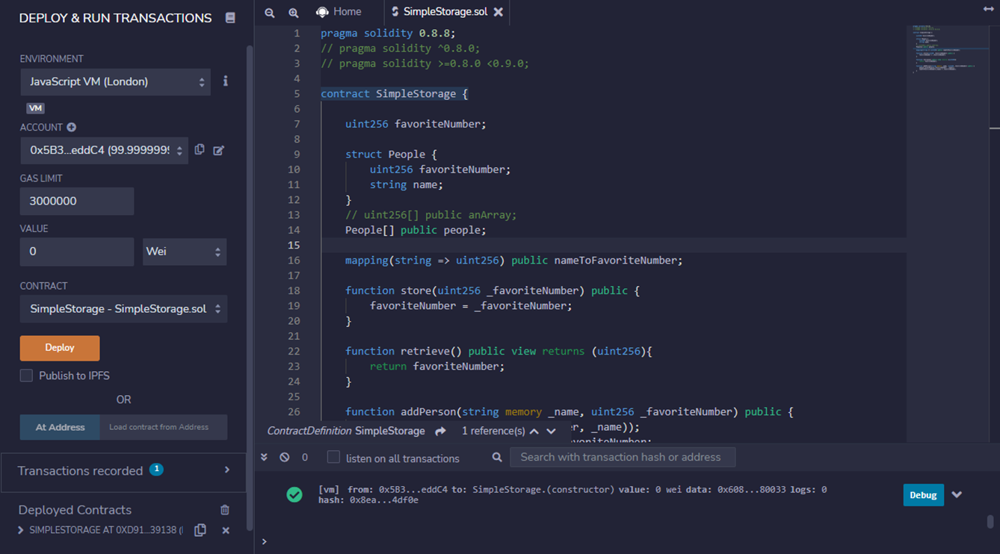 DEPLOY & RUN TRANSACTIONS
ENVIRONMENT
JavaScript VM (London)
VM
ACCOUNT
0x5B3...eddC4 (99.9999999
GAS LIMIT
3000000
VALUE
0
Wei
CONTRACT
SimpleStorage - SimpleStorage.sol
Deploy
Publish to IPFS
OR
At Address
Load contract from Address
Transactions recorded 1
Deployed Contracts
SIMPLESTORAGE AT 0XD91...39138 (
Home
SimpleStorage.sol
1 pragma solidity 0.8.8;
2 // pragma solidity ^0.8.0;
3 // pragma solidity >=0.8.0 <0.9.0;
4
5 contract SimpleStorage {
6
7 uint256 favoriteNumber;
8
9 struct People {
10 uint256 favoriteNumber;
11 string name;
12 }
13 // uint256[] public anArray;
14 People[] public people;
15
16 mapping(string => uint256) public nameToFavoriteNumber;
17
18 function store(uint256 _favoriteNumber) public {
19 favoriteNumber = _favoriteNumber;
20 }
21
22 function retrieve() public view returns (uint256){
23 return favoriteNumber;
24 }
25
26 function addPerson(string memory _name, uint256 _favoriteNumber) public {
ContractDefinition SimpleStorage 1 reference(s)
r, _name));
0
listen on all transactions
Search with transaction hash or address
[vm] from: 0x5B3...eddC4 to: SimpleStorage.(constructor) value: 0 wei data: 0x608...80033 logs: 0
hash: 0x8ea...4df0e
Debug
>